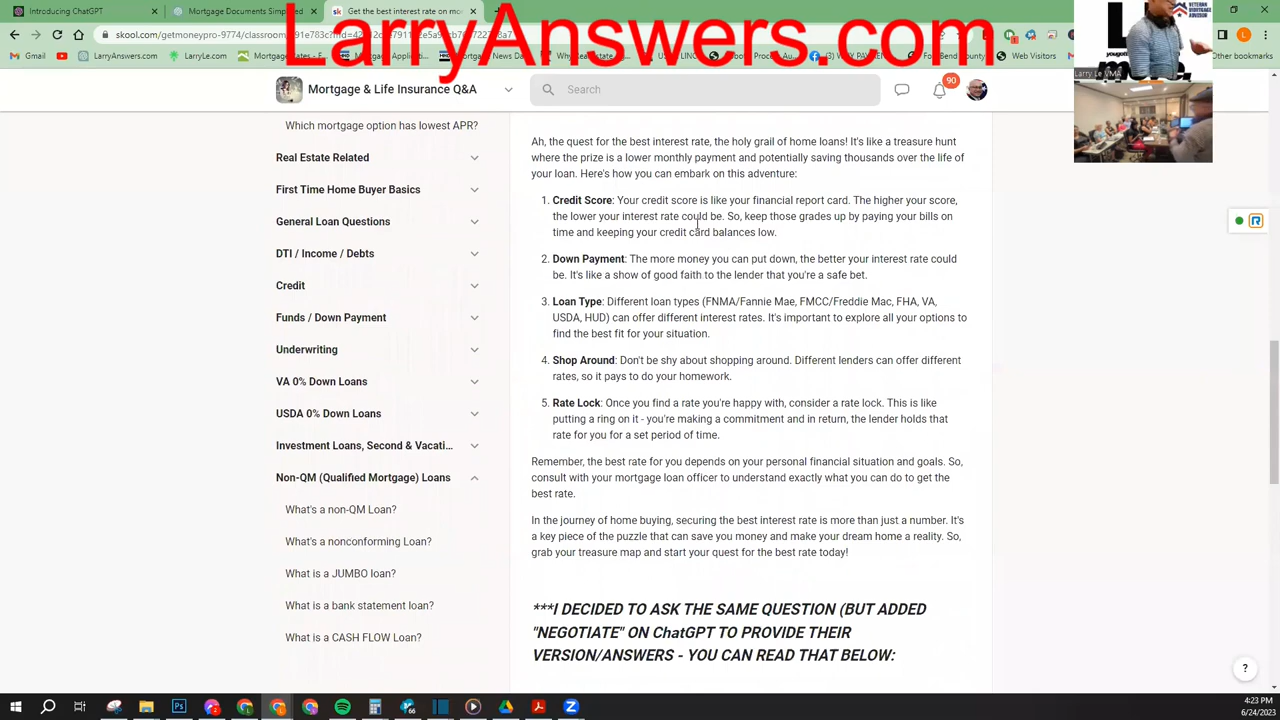 LarryAnswers.com
Introducing ChatGPT
Mortgage Documents Simplified
Get the best interest rate on mo
skool.com/getmoneypro-9774/classroom
Gmail
YouTube
Maps
LarryLe.com
Mortgage News Da
VETERAN MORTGAGE ADVISOR
Larry Le VMA
Mortgage & Life Insurance Q&A
Search
90
Which mortgage option has lowest APR?
Real Estate Related
First Time Home Buyer Basics
General Loan Questions
DTI / Income / Debts
Credit
Funds / Down Payment
Underwriting
VA 0% Down Loans
USDA 0% Down Loans
Investment Loans, Second & Vacati...
Non-QM (Qualified Mortgage) Loans
What's a non-QM Loan?
What's a nonconforming Loan?
What is a JUMBO loan?
What is a bank statement loan?
What is a CASH FLOW Loan?
Ah, the quest for the best interest rate, the holy grail of home loans! It's like a treasure hunt
where the prize is a lower monthly payment and potentially saving thousands over the life of
your loan. Here's how you can embark on this adventure:
1. Credit Score: Your credit score is like your financial report card. The higher your score,
the lower your interest rate could be. So, keep those grades up by paying your bills on
time and keeping your credit card balances low.
2. Down Payment: The more money you can put down, the better your interest rate could
be. It's like a show of good faith to the lender that you're a safe bet.
3. Loan Type: Different loan types (FNMA/Fannie Mae, FMCC/Freddie Mac, FHA, VA,
USDA, HUD) can offer different interest rates. It's important to explore all your options to
find the best fit for your situation.
4. Shop Around: Don't be shy about shopping around. Different lenders can offer different
rates, so it pays to do your homework.
5. Rate Lock: Once you find a rate you're happy with, consider a rate lock. This is like
putting a ring on it - you're making a commitment and in return, the lender holds that
rate for you for a set period of time.
Remember, the best rate for you depends on your personal financial situation and goals. So,
consult with your mortgage loan officer to understand exactly what you can do to get the
best rate.
In the journey of home buying, securing the best interest rate is more than just a number. It's
a key piece of the puzzle that can save you money and make your dream home a reality. So,
grab your treasure map and start your quest for the best rate today!
***I DECIDED TO ASK THE SAME QUESTION (BUT ADDED
"NEGOTIATE" ON ChatGPT TO PROVIDE THEIR
VERSION/ANSWERS - YOU CAN READ THAT BELOW:
?
4:23 PM
6/24/2023